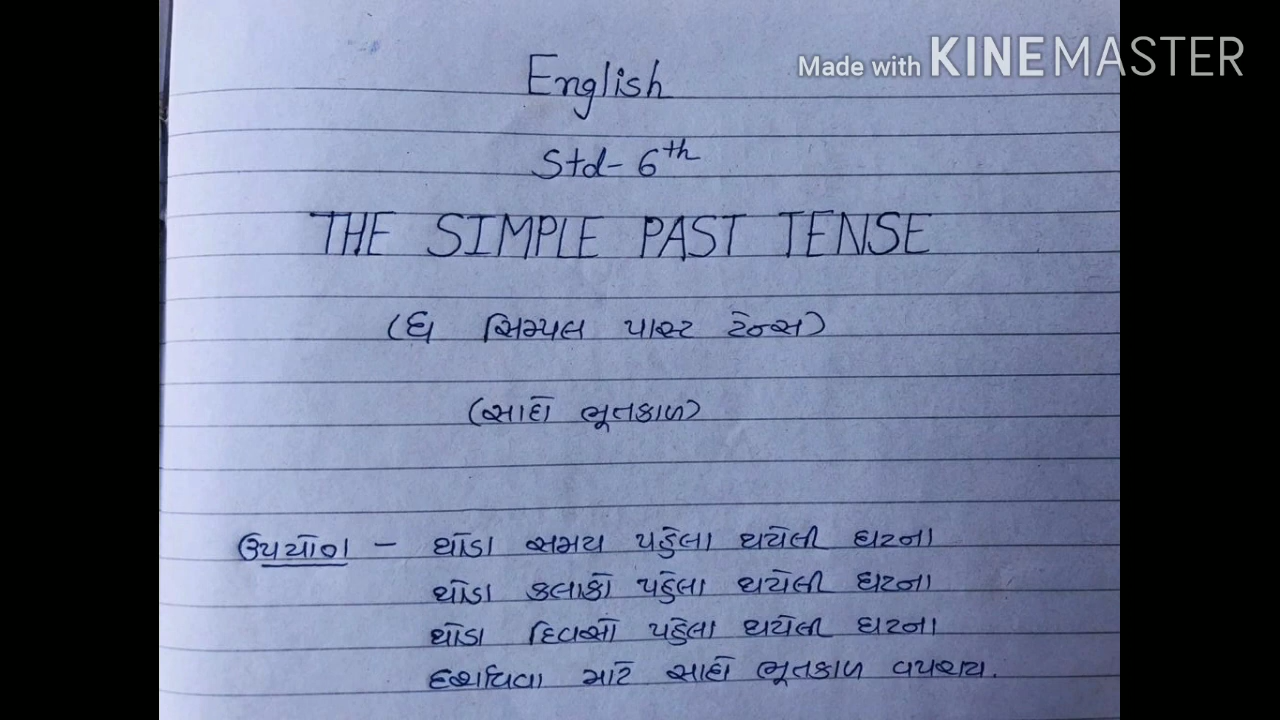 Made with KINEMASTER
English
Std- 6th
THE SIMPLE PAST TENSE
(ધ સિમ્પલ પાસ્ટ ટેન્સ)
(સાદો ભૂતકાળ)
ઉપયોગ - થોડા સમય પહેલા થયેલી ઘટના
થોડા કલાકો પહેલા થયેલી ઘટના
થોડા દિવસો પહેલા થયેલી ઘટના
દર્શાવવા માટે સાદો ભૂતકાળ વપરાય.